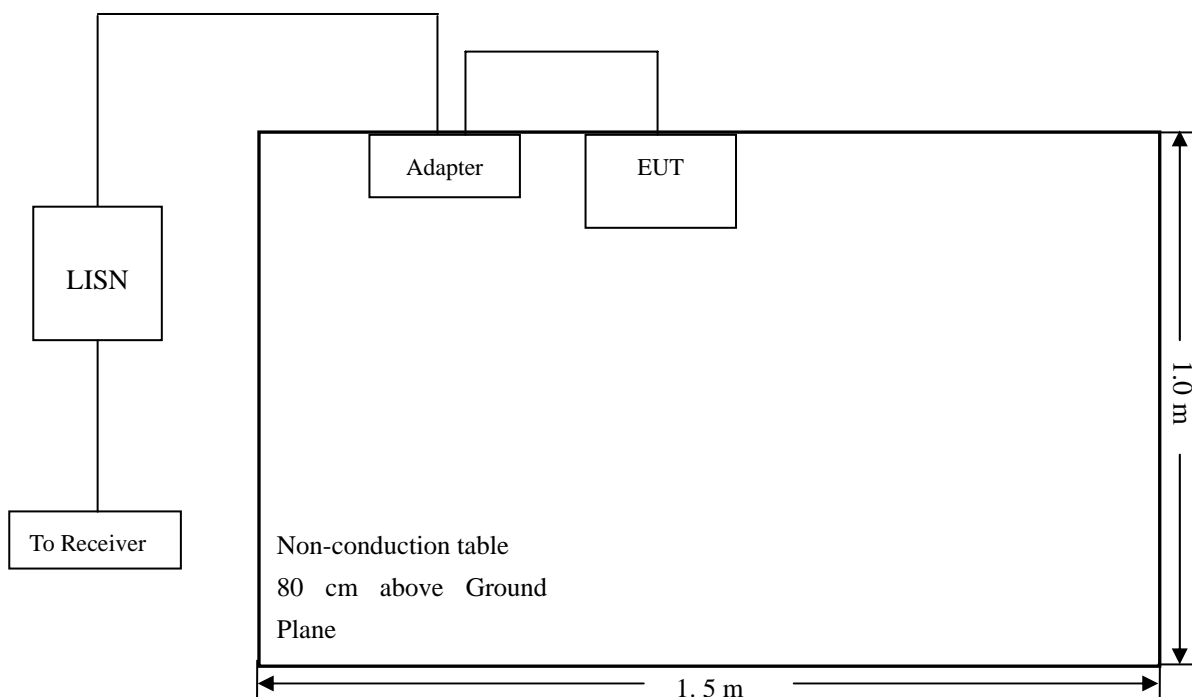 Adapter
EUT
LISN
1.0 m
To Receiver
Non-conduction table
80 cm above Ground
Plane
1. 5 m